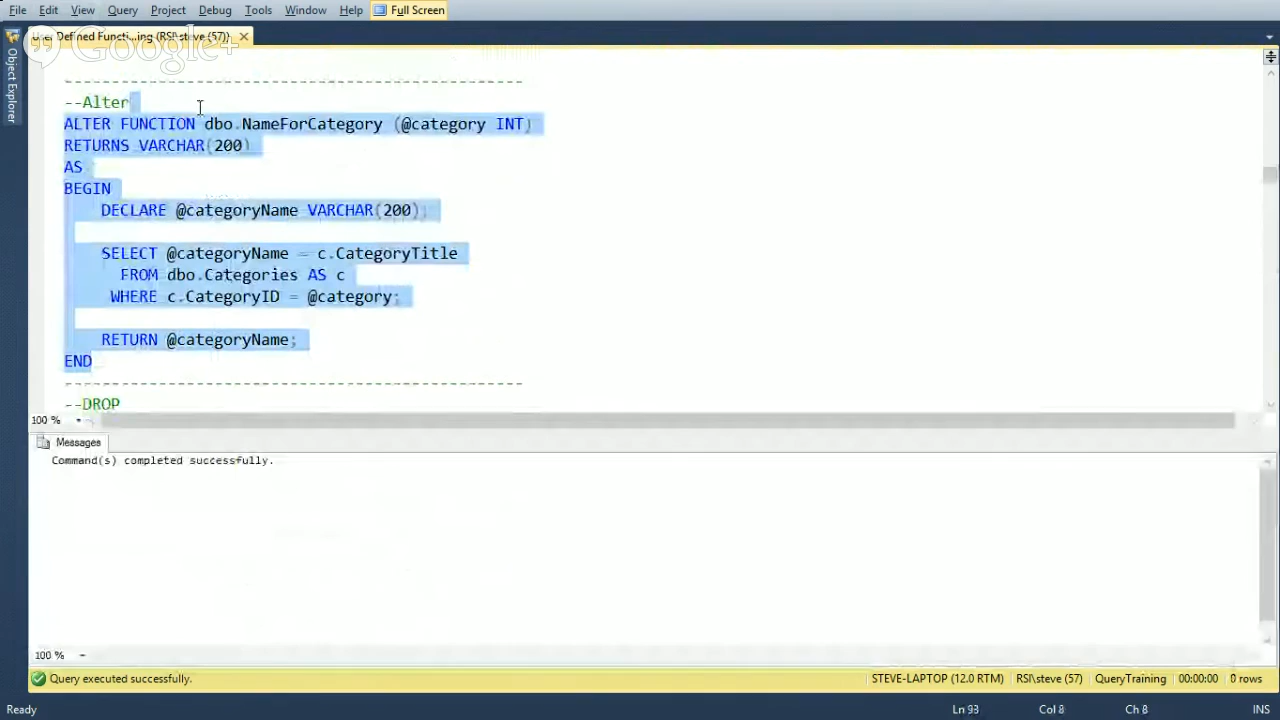 File Edit View Query Project Debug Tools Window Help Full Screen
User Defined Functi...ing (RSI\steve (57))
Google+
Object Explorer
--------------------------------------------------
--Alter
ALTER FUNCTION dbo.NameForCategory (@category INT)
RETURNS VARCHAR(200)
AS
BEGIN
DECLARE @categoryName VARCHAR(200);
SELECT @categoryName = c.CategoryTitle
FROM dbo.Categories AS c
WHERE c.CategoryID = @category;
RETURN @categoryName;
END
--------------------------------------------------
--DROP
100 %
Messages
Command(s) completed successfully.
100 %
Query executed successfully. STEVE-LAPTOP (12.0 RTM) RSI\steve (57) QueryTraining 00:00:00 0 rows
Ready Ln 93 Col 8 Ch 8 INS